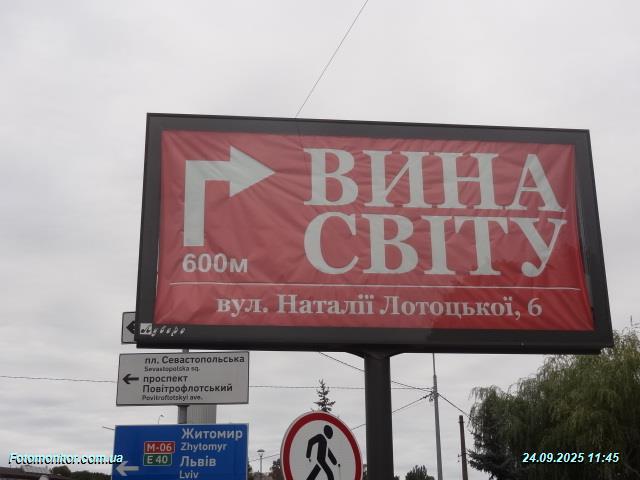 ВИНА
СВІТУ
600м
вул. Наталії Лотоцької, 6
пл. Севастопольська
Sevastopolska sq.
проспект
Повітрофлотський
Povitroflotskyi ave.
М-06
E 40
Житомир
Zhytomyr
Львів
Lviv
Fotomonitor.com.ua
24.09.2025 11:45